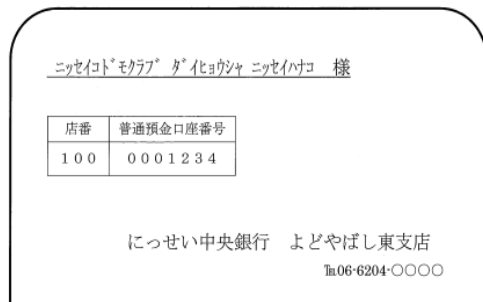 ﾆｯｾｲｺﾄﾞﾓｸﾗﾌﾞ ﾀﾞｲﾋｮｳｼｬ ﾆｯｾｲﾊﾅｺ 様
店番 普通預金口座番号
１００ ０００１２３４
にっせい中央銀行 よどやばし東支店
℡06-6204-○○○○